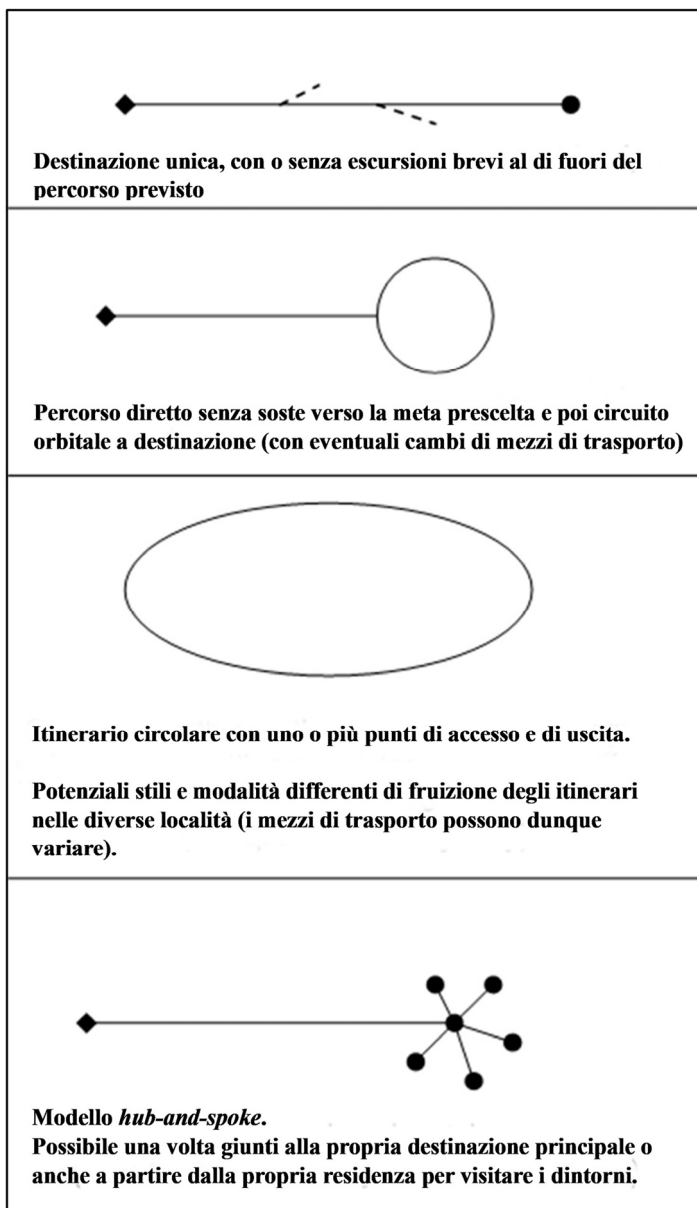 Destinazione unica, con o senza escursioni brevi al di fuori del
percorso previsto
Percorso diretto senza soste verso la meta prescelta e poi circuito
orbitale a destinazione (con eventuali cambi di mezzi di trasporto)
Itinerario circolare con uno o più punti di accesso e di uscita.
Potenziali stili e modalità differenti di fruizione degli itinerari
nelle diverse località (i mezzi di trasporto possono dunque
variare).
Modello hub-and-spoke.
Possibile una volta giunti alla propria destinazione principale o
anche a partire dalla propria residenza per visitare i dintorni.